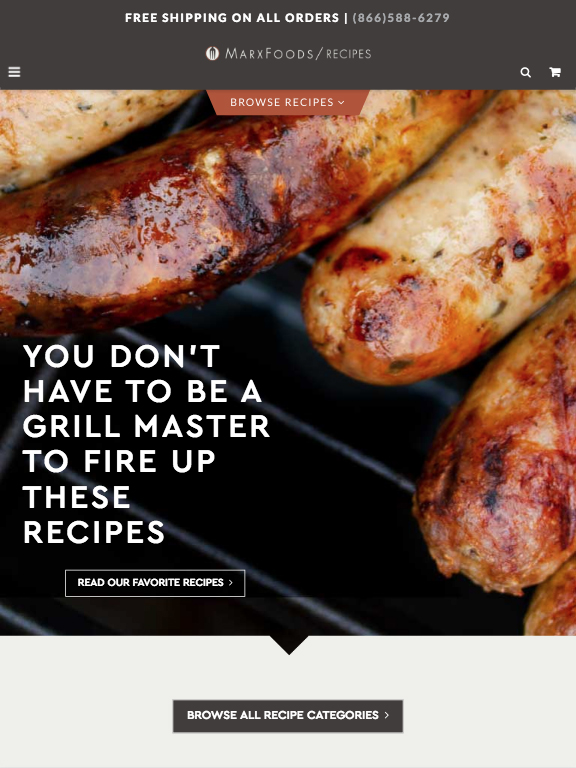 FREE SHIPPING ON ALL ORDERS | (866)588-6279
MARXFOODS/RECIPES
BROWSE RECIPES
YOU DON'T
HAVE TO BE A
GRILL MASTER
TO FIRE UP
THESE
RECIPES
READ OUR FAVORITE RECIPES
BROWSE ALL RECIPE CATEGORIES